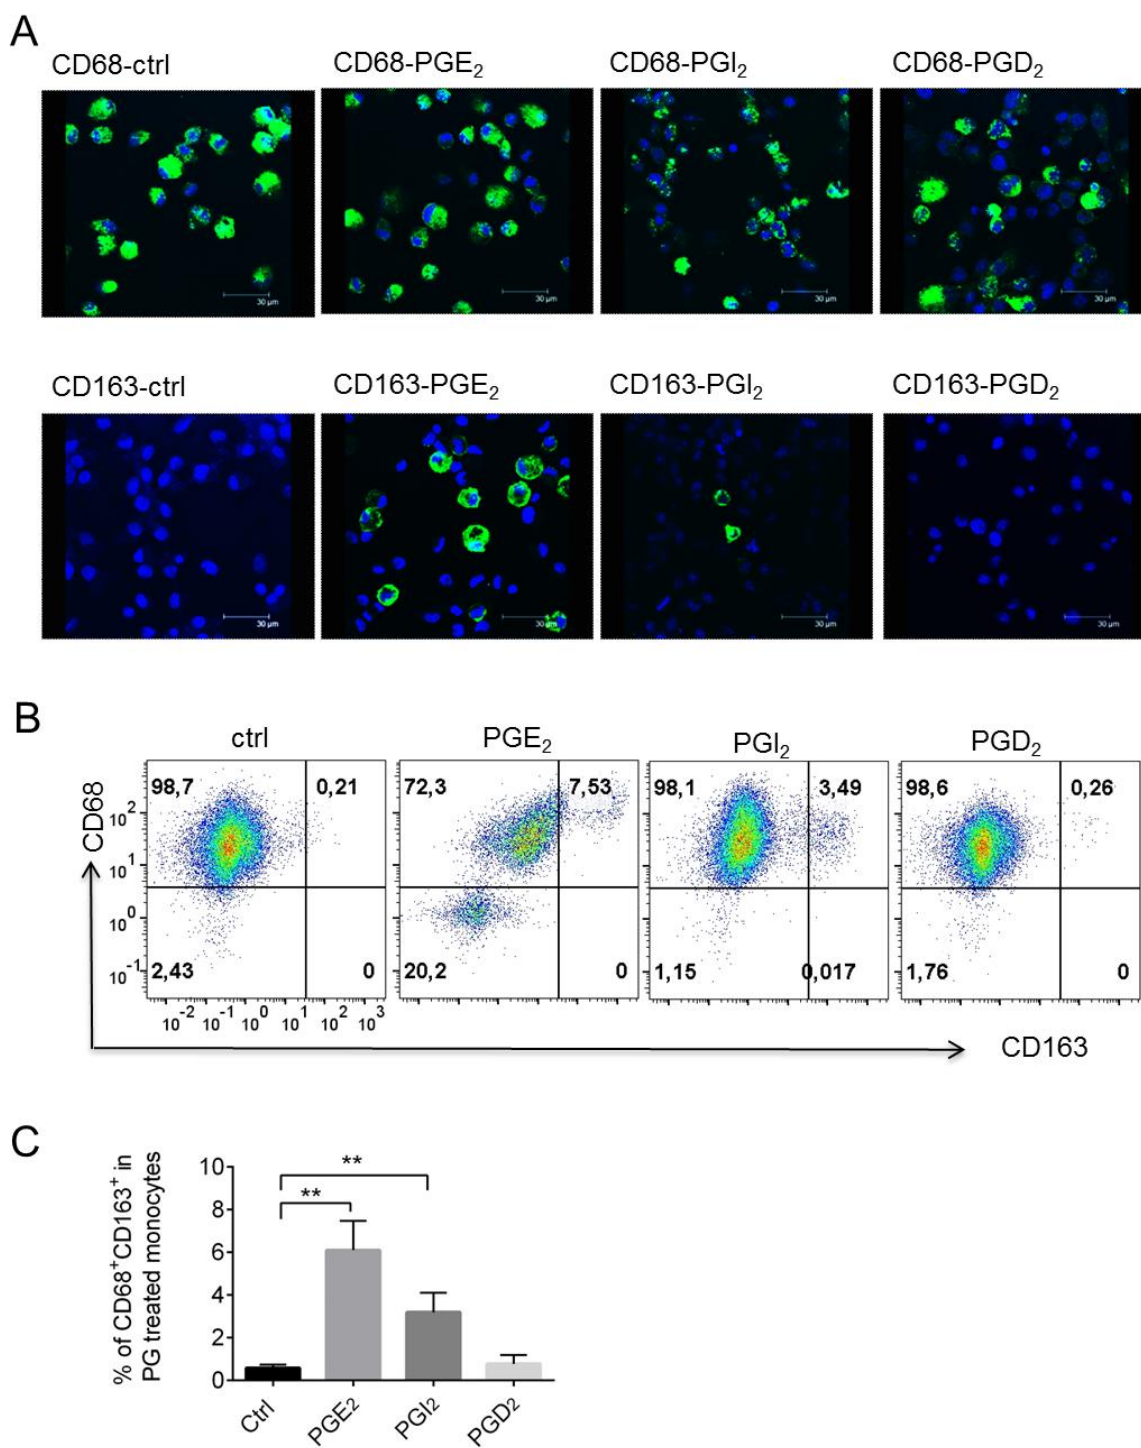 A
CD68-ctrl CD68-PGE2 CD68-PGI2 CD68-PGD2
30 µm 30 µm 30 µm 30 µm
CD163-ctrl CD163-PGE2 CD163-PGI2 CD163-PGD2
30 µm 30 µm 30 µm 30 µm
B
ctrl PGE2 PGI2 PGD2
98,7 0,21 72,3 7,53 98,1 3,49 98,6 0,26
CD68
10^2
10^1
10^0
10^-1
2,43 0 20,2 0 1,15 0,017 1,76 0
10^-2 10^-1 10^0 10^1 10^2 10^3
CD163
C
% of CD68+CD163+ in
PG treated monocytes
10
8
6
4
2
0
**
**
Ctrl PGE2 PGI2 PGD2